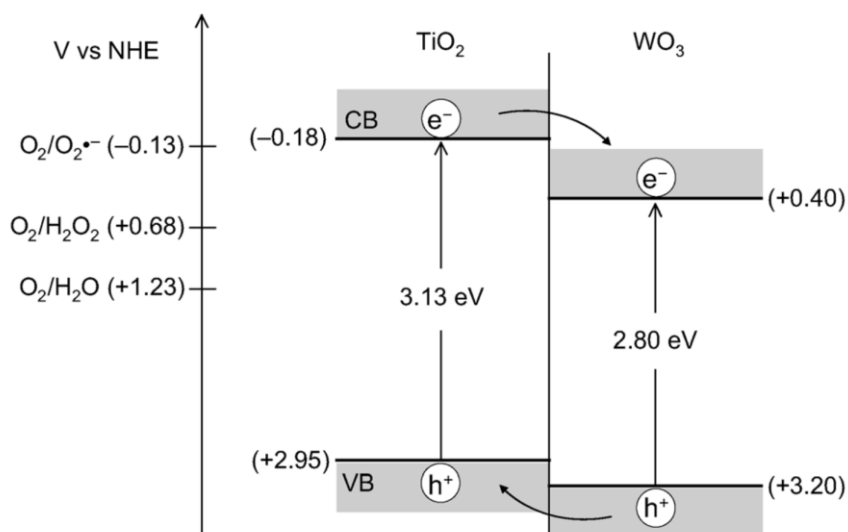 V vs NHE
TiO₂
WO₃
CB
e⁻
O₂/O₂•⁻ (–0.13)
(–0.18)
e⁻
(+0.40)
O₂/H₂O₂ (+0.68)
O₂/H₂O (+1.23)
3.13 eV
2.80 eV
(+2.95)
VB
h⁺
(+3.20)
h⁺